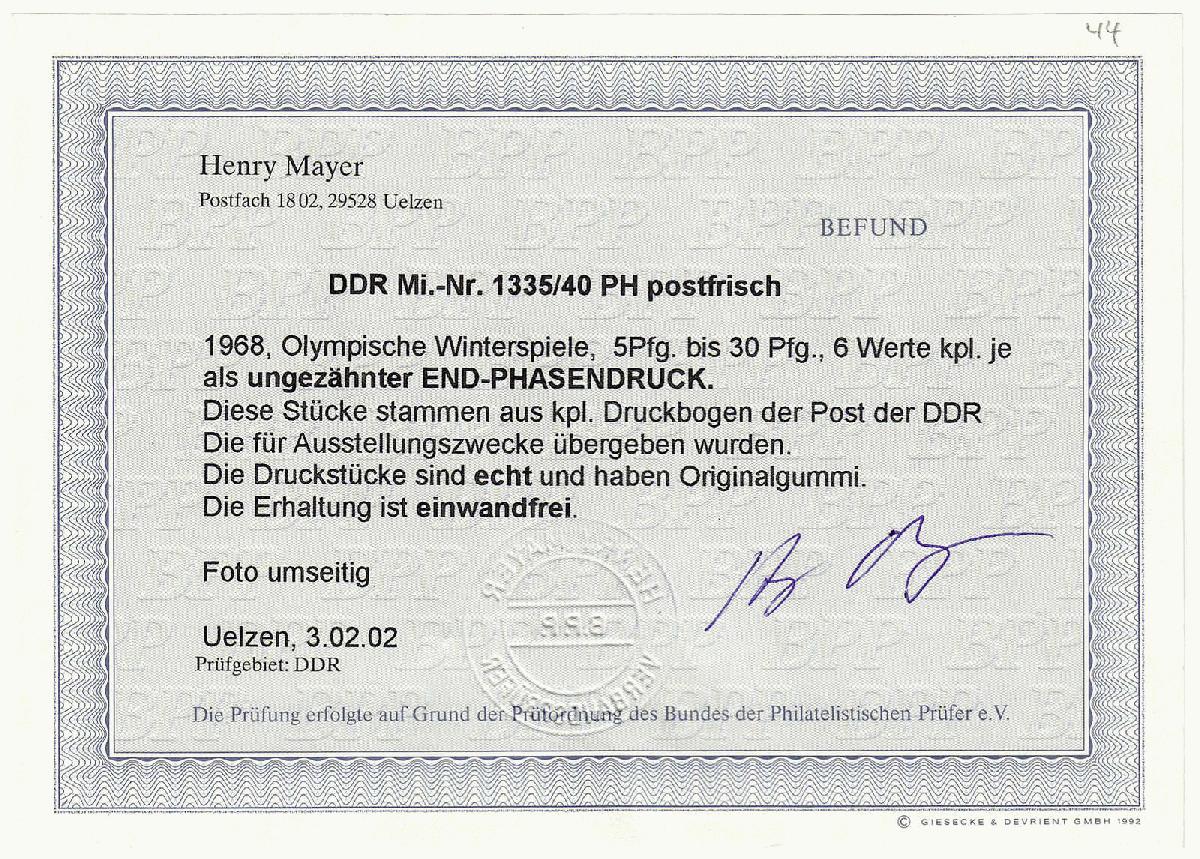 44
Henry Mayer
Postfach 18 02, 29528 Uelzen
BEFUND
DDR Mi.-Nr. 1335/40 PH postfrisch
1968, Olympische Winterspiele, 5Pfg. bis 30 Pfg., 6 Werte kpl. je
als ungezähnter END-PHASENDRUCK.
Diese Stücke stammen aus kpl. Druckbogen der Post der DDR
Die für Ausstellungszwecke übergeben wurden.
Die Druckstücke sind echt und haben Originalgummi.
Die Erhaltung ist einwandfrei.
Foto umseitig
HENRY MAYER
BPP
Uelzen, 3.02.02
Prüfgebiet: DDR
Die Prüfung erfolgte auf Grund der Prüfordnung des Bundes der Philatelistischen Prüfer e.V.
© GIESECKE & DEVRIENT GMBH 1992